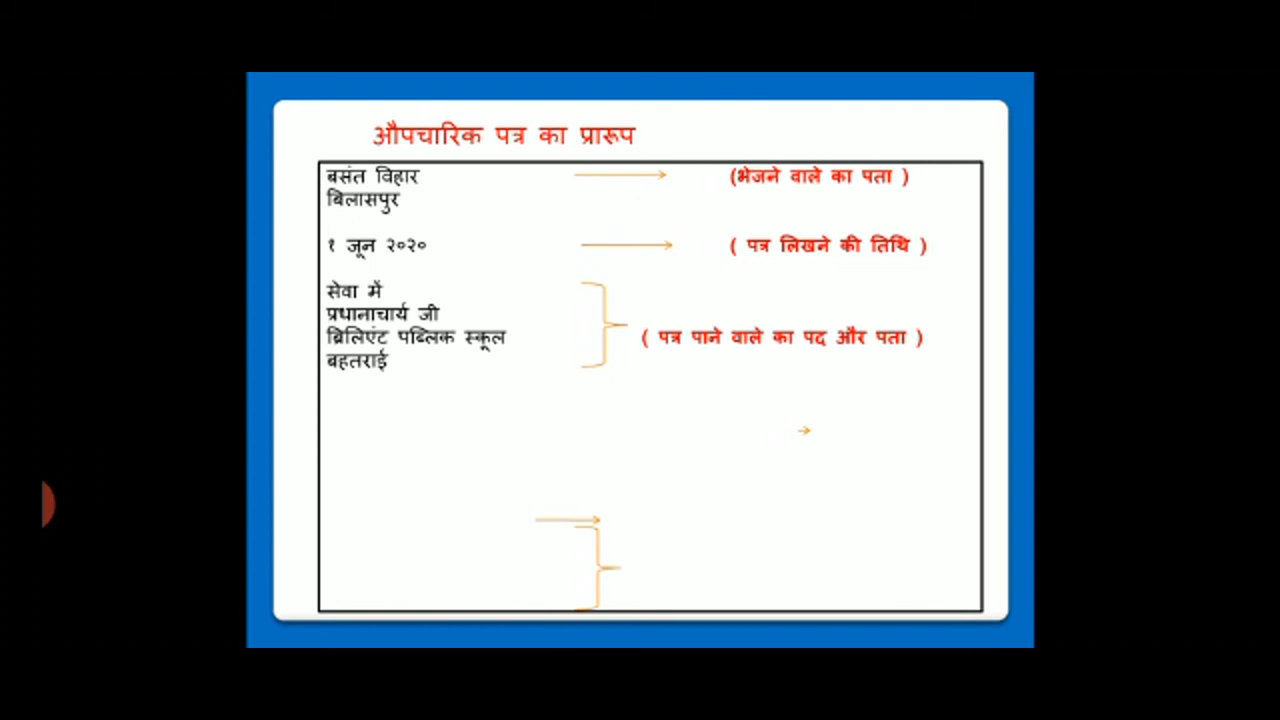 औपचारिक पत्र का प्रारूप
बसंत विहार (भेजने वाले का पता )
बिलासपुर
१ जून २०२० ( पत्र लिखने की तिथि )
सेवा में
प्रधानाचार्य जी
ब्रिलिएंट पब्लिक स्कूल ( पत्र पाने वाले का पद और पता )
बहतराई